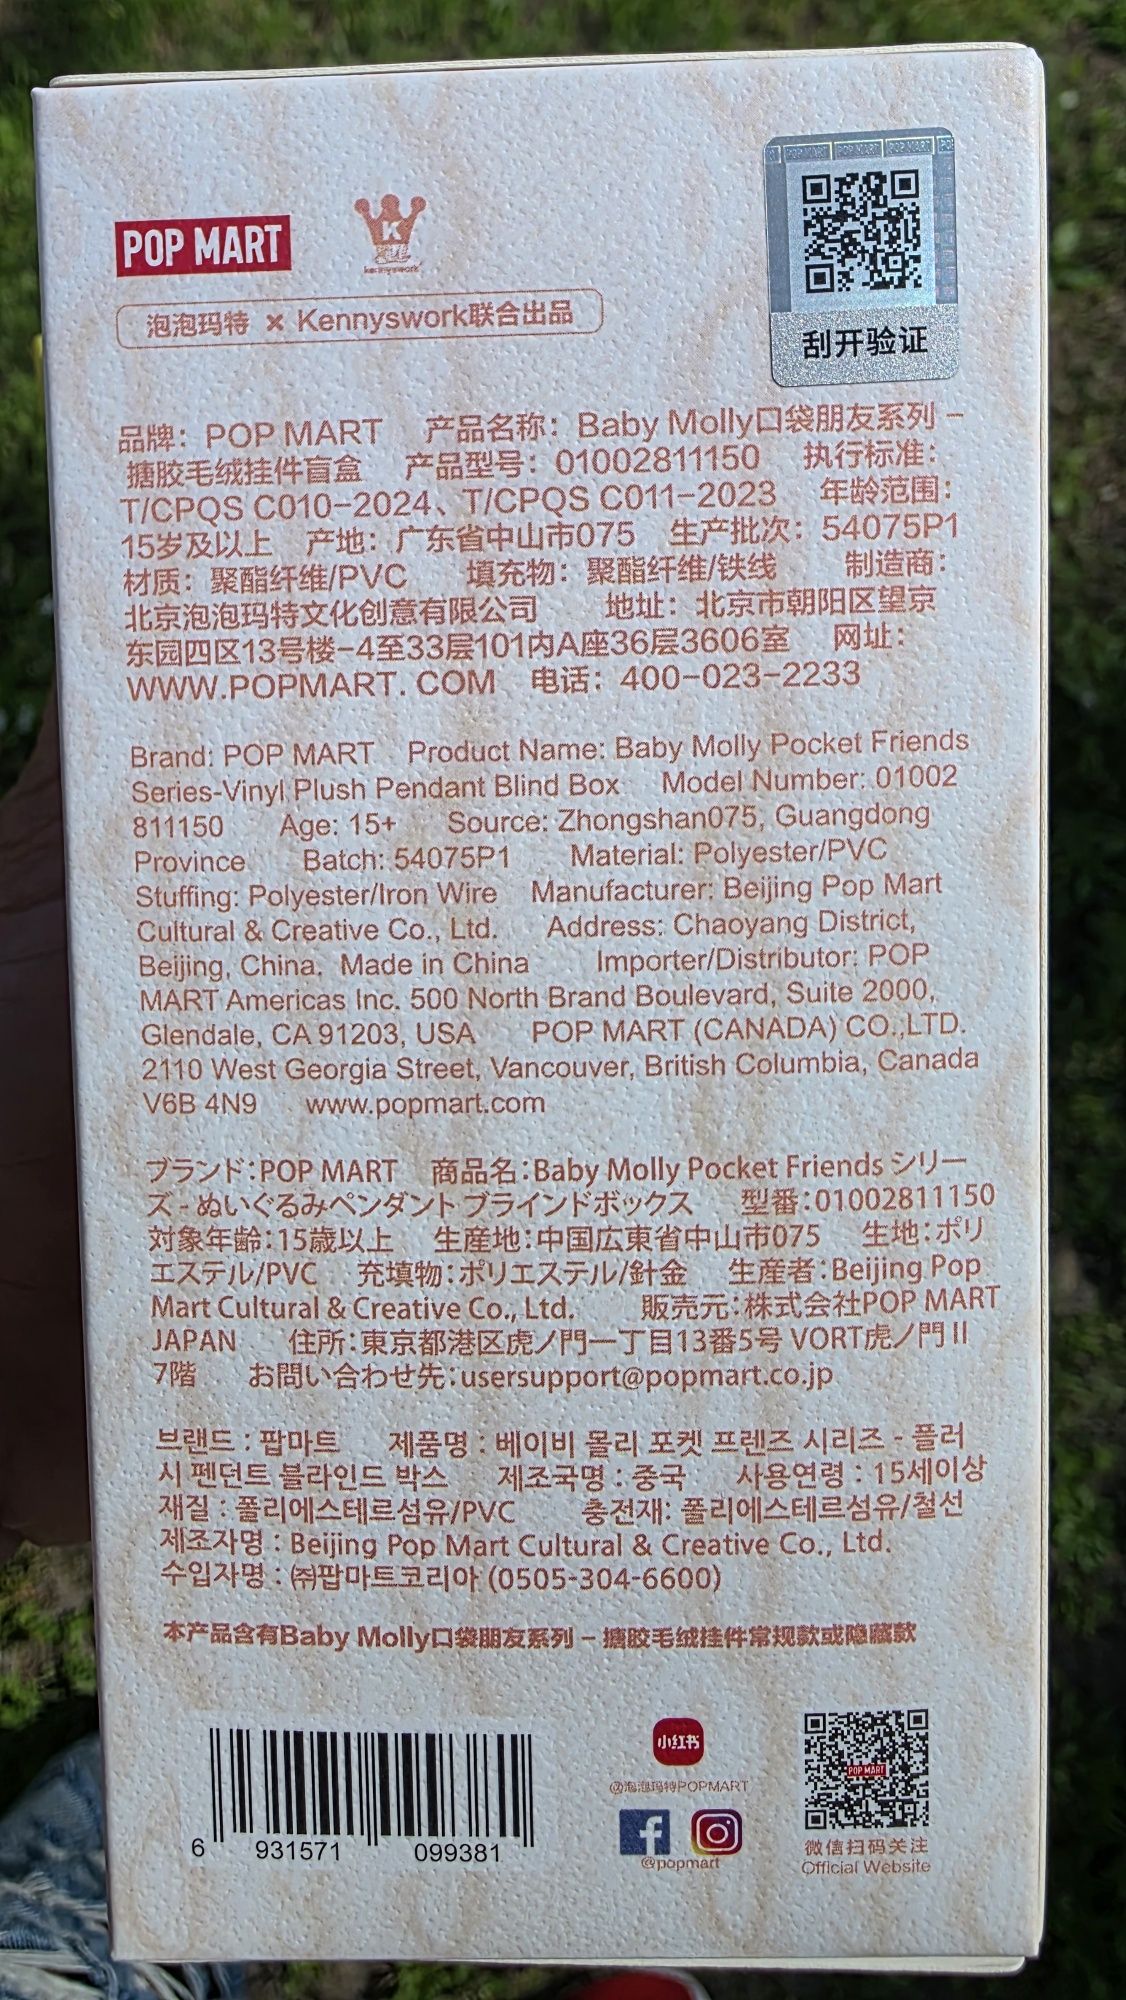 POP MART
K
kennyswork
泡泡玛特 × Kennyswork联合出品
POP MART POP MART POP MART
刮开验证
品牌：POP MART 产品名称：Baby Molly口袋朋友系列 –
搪胶毛绒挂件盲盒 产品型号：01002811150 执行标准：
T/CPQS C010–2024、T/CPQS C011–2023 年龄范围：
15岁及以上 产地：广东省中山市075 生产批次：54075P1
材质：聚酯纤维/PVC 填充物：聚酯纤维/铁线 制造商：
北京泡泡玛特文化创意有限公司 地址：北京市朝阳区望京
东园四区13号楼–4至33层101内A座36层3606室 网址：
WWW.POPMART. COM 电话：400–023–2233
Brand: POP MART Product Name: Baby Molly Pocket Friends
Series-Vinyl Plush Pendant Blind Box Model Number: 01002
811150 Age: 15+ Source: Zhongshan075, Guangdong
Province Batch: 54075P1 Material: Polyester/PVC
Stuffing: Polyester/Iron Wire Manufacturer: Beijing Pop Mart
Cultural & Creative Co., Ltd. Address: Chaoyang District,
Beijing, China. Made in China Importer/Distributor: POP
MART Americas Inc. 500 North Brand Boulevard, Suite 2000,
Glendale, CA 91203, USA POP MART (CANADA) CO.,LTD.
2110 West Georgia Street, Vancouver, British Columbia, Canada
V6B 4N9 www.popmart.com
ブランド:POP MART 商品名:Baby Molly Pocket Friends シリー
ズ - ぬいぐるみペンダント ブラインドボックス 型番:01002811150
対象年齢:15歳以上 生産地:中国広東省中山市075 生地:ポリ
エステル/PVC 充填物:ポリエステル/針金 生産者:Beijing Pop
Mart Cultural & Creative Co., Ltd. 販売元:株式会社POP MART
JAPAN 住所:東京都港区虎ノ門一丁目13番5号 VORT虎ノ門 II
7階 お問い合わせ先:usersupport@popmart.co.jp
브랜드 : 팝마트 제품명 : 베이비 몰리 포켓 프렌즈 시리즈 - 플러
시 펜던트 블라인드 박스 제조국명 : 중국 사용연령 : 15세이상
재질 : 폴리에스테르섬유/PVC 충전재: 폴리에스테르섬유/철선
제조자명 : Beijing Pop Mart Cultural & Creative Co., Ltd.
수입자명 : ㈜팝마트코리아 (0505-304-6600)
本产品含有Baby Molly口袋朋友系列 – 搪胶毛绒挂件常规款或隐藏款
6 931571 099381
小红书
@泡泡玛特POPMART
@popmart
POP MART
微信扫码关注
Official Website